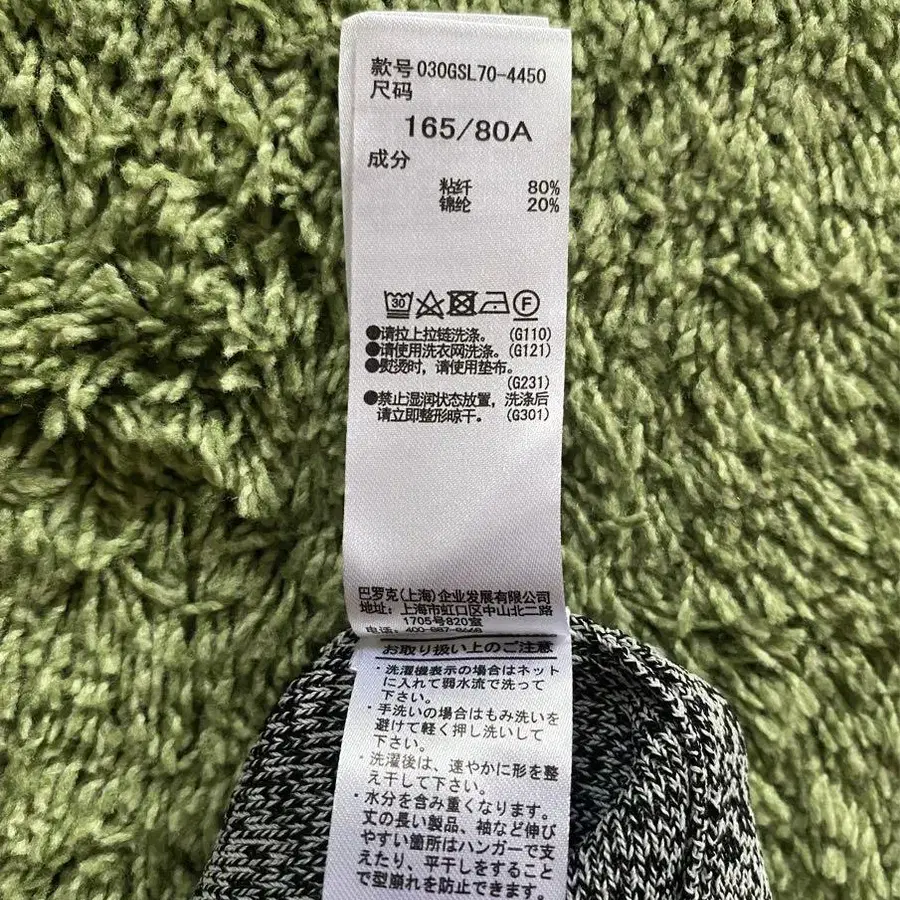 款号 030GSL70-4450
尺码
165/80A
成分
粘纤 80%
锦纶 20%
30 F
●请拉上拉链洗涤。 (G110)
●请使用洗衣网洗涤。(G121)
●熨烫时，请使用垫布。
(G231)
●禁止湿润状态放置，洗涤后
请立即整形晾干。 (G301)
巴罗克(上海)企业发展有限公司
地址：上海市虹口区中山北二路
1705号820室
电话：
お取り扱い上のご注意
・洗濯機表示の場合はネット
に入れて弱水流で洗って
下さい。
・手洗いの場合はもみ洗いを
避けて軽く押し洗いして
下さい。
・洗濯後は、速やかに形を整
え干して下さい。
・水分を含み重くなります。
丈の長い製品、袖など伸び
やすい箇所はハンガーで支
えたり、平干しをすること
で型崩れを防止できます。